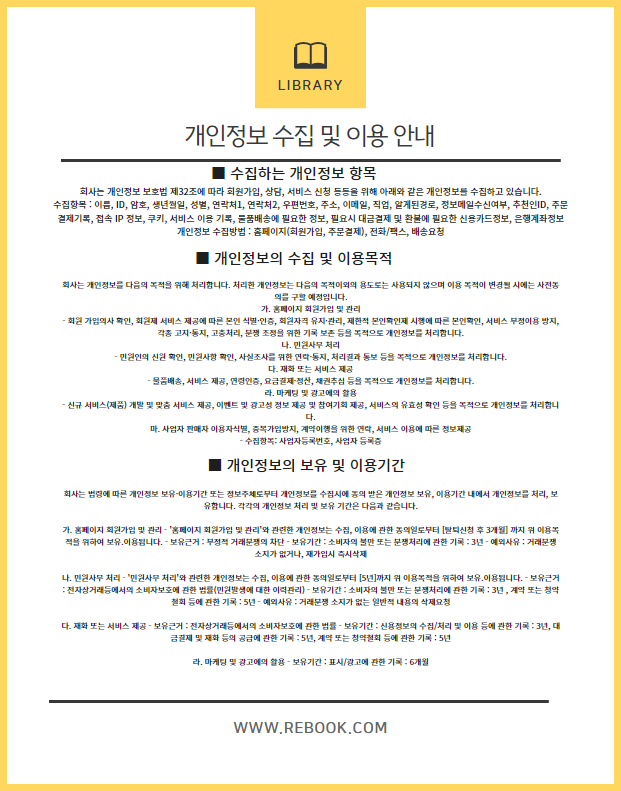 LIBRARY
개인정보 수집 및 이용 안내
■ 수집하는 개인정보 항목
회사는 개인정보 보호법 제32조에 따라 회원가입, 상담, 서비스 신청 등등을 위해 아래와 같은 개인정보를 수집하고 있습니다.
수집항목 : 이름, ID, 암호, 생년월일, 성별, 연락처1, 연락처2, 우편번호, 주소, 이메일, 직업, 알게된경로, 정보메일수신여부, 추천인ID, 주문
결제기록, 접속 IP 정보, 쿠키, 서비스 이용 기록, 물품배송에 필요한 정보, 필요시 대금결제 및 환불에 필요한 신용카드정보, 은행계좌정보
개인정보 수집방법 : 홈페이지(회원가입, 주문결제), 전화/팩스, 배송요청
■ 개인정보의 수집 및 이용목적
회사는 개인정보를 다음의 목적을 위해 처리합니다. 처리한 개인정보는 다음의 목적이외의 용도로는 사용되지 않으며 이용 목적이 변경될 시에는 사전동
의를 구할 예정입니다.
가. 홈페이지 회원가입 및 관리
- 회원 가입의사 확인, 회원제 서비스 제공에 따른 본인 식별·인증, 회원자격 유지·관리, 제한적 본인확인제 시행에 따른 본인확인, 서비스 부정이용 방지,
각종 고지·통지, 고충처리, 분쟁 조정을 위한 기록 보존 등을 목적으로 개인정보를 처리합니다.
나. 민원사무 처리
- 민원인의 신원 확인, 민원사항 확인, 사실조사를 위한 연락·통지, 처리결과 통보 등을 목적으로 개인정보를 처리합니다.
다. 재화 또는 서비스 제공
- 물품배송, 서비스 제공, 연령인증, 요금결제·정산, 채권추심 등을 목적으로 개인정보를 처리합니다.
라. 마케팅 및 광고에의 활용
- 신규 서비스(제품) 개발 및 맞춤 서비스 제공, 이벤트 및 광고성 정보 제공 및 참여기회 제공, 서비스의 유효성 확인 등을 목적으로 개인정보를 처리합니
다.
마. 사업자 판매자 이용자식별, 중복가입방지, 계약이행을 위한 연락, 서비스 이용에 따른 정보제공
- 수집항목: 사업자등록번호, 사업자 등록증
■ 개인정보의 보유 및 이용기간
회사는 법령에 따른 개인정보 보유·이용기간 또는 정보주체로부터 개인정보를 수집시에 동의 받은 개인정보 보유, 이용기간 내에서 개인정보를 처리, 보
유합니다. 각각의 개인정보 처리 및 보유 기간은 다음과 같습니다.
가. 홈페이지 회원가입 및 관리 - '홈페이지 회원가입 및 관리'와 관련한 개인정보는 수집, 이용에 관한 동의일로부터 [탈퇴신청 후 3개월] 까지 위 이용목
적을 위하여 보유.이용됩니다. - 보유근거 : 부정적 거래분쟁의 차단 - 보유기간 : 소비자의 불만 또는 분쟁처리에 관한 기록 : 3년 - 예외사유 : 거래분쟁
소지가 없거나, 재가입시 즉시삭제
나. 민원사무 처리 - '민원사무 처리'와 관련한 개인정보는 수집, 이용에 관한 동의일로부터 [5년]까지 위 이용목적을 위하여 보유.이용됩니다. - 보유근거
: 전자상거래등에서의 소비자보호에 관한 법률(민원발생에 대한 이력관리) - 보유기간 : 소비자의 불만 또는 분쟁처리에 관한 기록 : 3년 , 계약 또는 청약
철회 등에 관한 기록 : 5년 - 예외사유 : 거래분쟁 소지가 없는 일반적 내용의 삭제요청
다. 재화 또는 서비스 제공 - 보유근거 : 전자상거래등에서의 소비자보호에 관한 법률 - 보유기간 : 신용정보의 수집/처리 및 이용 등에 관한 기록 : 3년, 대
금결제 및 재화 등의 공급에 관한 기록 : 5년, 계약 또는 청약철회 등에 관한 기록 : 5년
라. 마케팅 및 광고에의 활용 - 보유기간 : 표시/광고에 관한 기록 : 6개월
WWW.REBOOK.COM